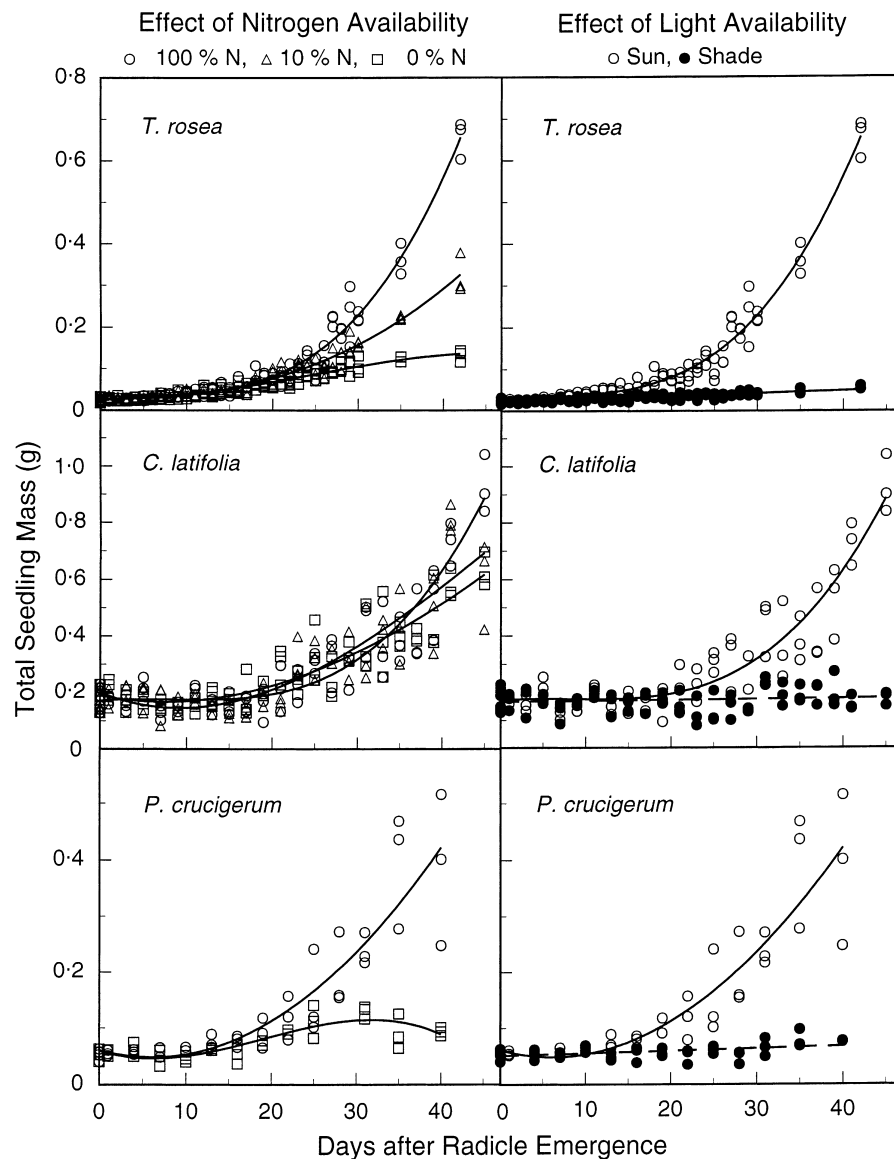 Effect of Nitrogen Availability
Effect of Light Availability
○ 100 % N, △ 10 % N, □ 0 % N
○ Sun, ● Shade
0·8
0·6
0·4
0·2
0
T. rosea
T. rosea
1·0
0·8
0·6
0·4
0·2
0
C. latifolia
C. latifolia
0·4
0·2
0
P. crucigerum
P. crucigerum
Total Seedling Mass (g)
0 10 20 30 40
0 10 20 30 40
Days after Radicle Emergence